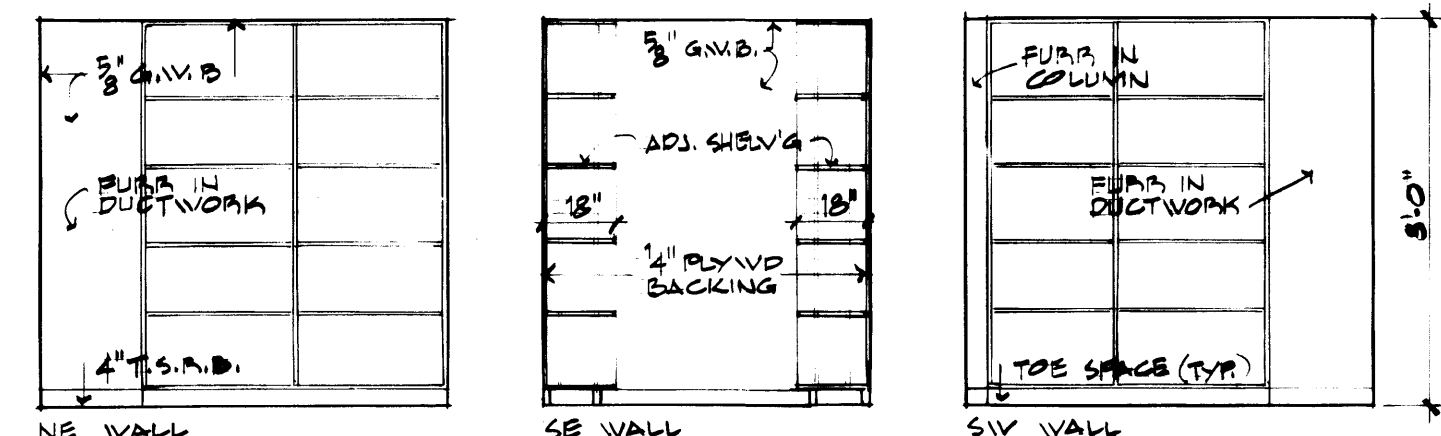 5/8" G.W.B
FURR IN
DUCTWORK
4" T.S.R.B.
NE WALL
5/8" G.W.B.
ADJ. SHELV'G
18"
18"
1/4" PLYWD
BACKING
SE WALL
FURR IN
COLUMN
FURR IN
DUCTWORK
TOE SPACE (TYP.)
SW WALL
8'-0"